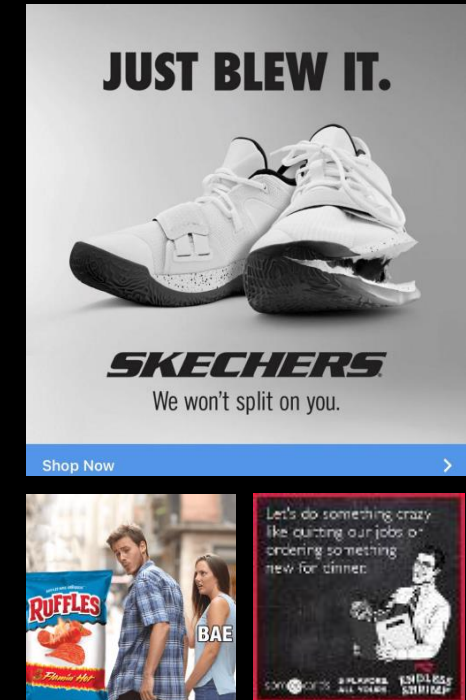 JUST BLEW IT.
SKECHERS
We won't split on you.
Shop Now
RUFFLES
Flamin' Hot
BAE
Let's do something crazy
like quitting our jobs or
ordering something
new for dinner.
someecards
ENDLESS
SHRIMP